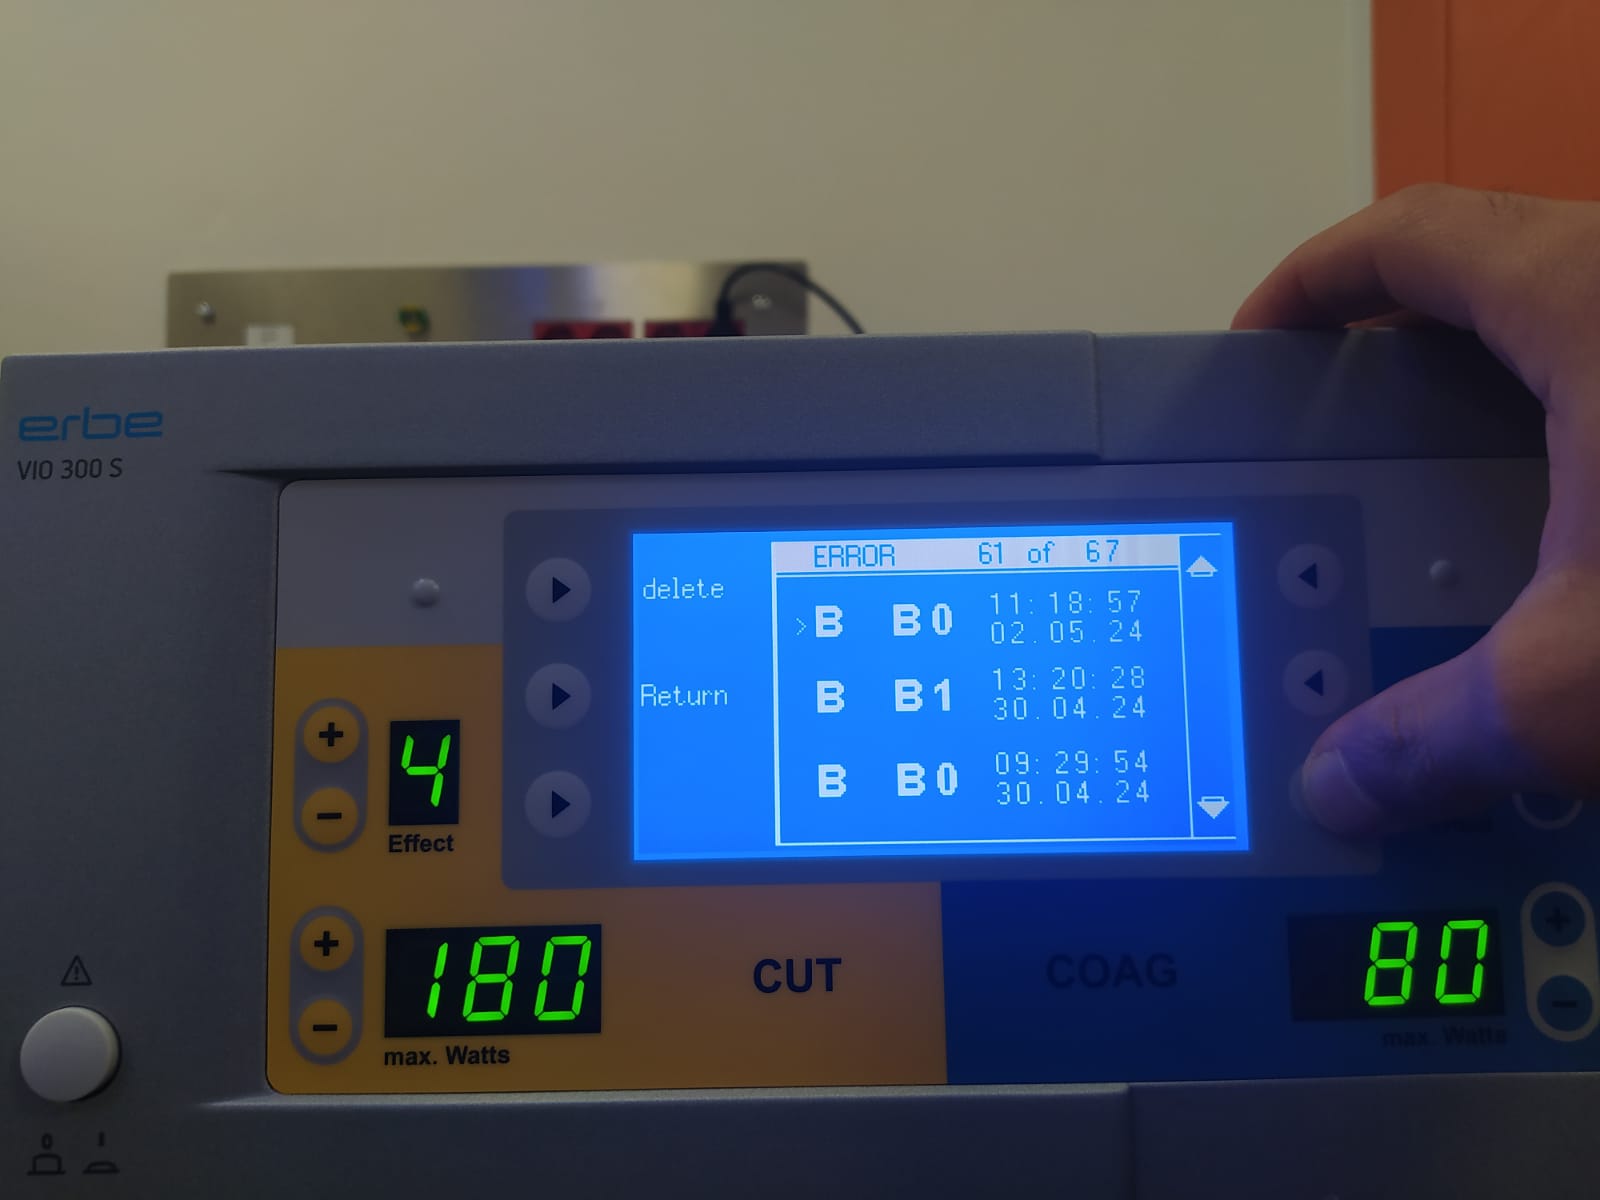 erbe
VIO 300 S
ERROR 61 of 67
delete
> B B0 11:18:57
02.05.24
Return
B B1 13:20:28
30.04.24
B B0 09:29:54
30.04.24
+
4
-
Effect
+
180
-
max. Watts
CUT
COAG
80
+
-
max. Watts
0 I